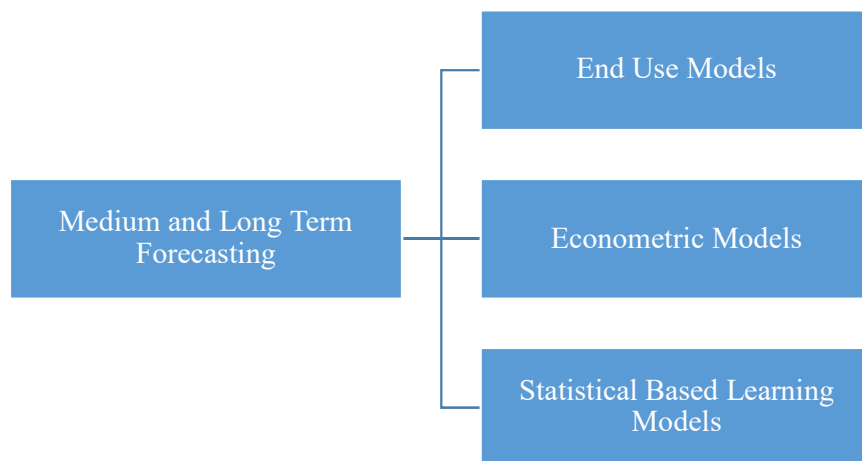 Medium and Long Term
Forecasting
End Use Models
Econometric Models
Statistical Based Learning
Models